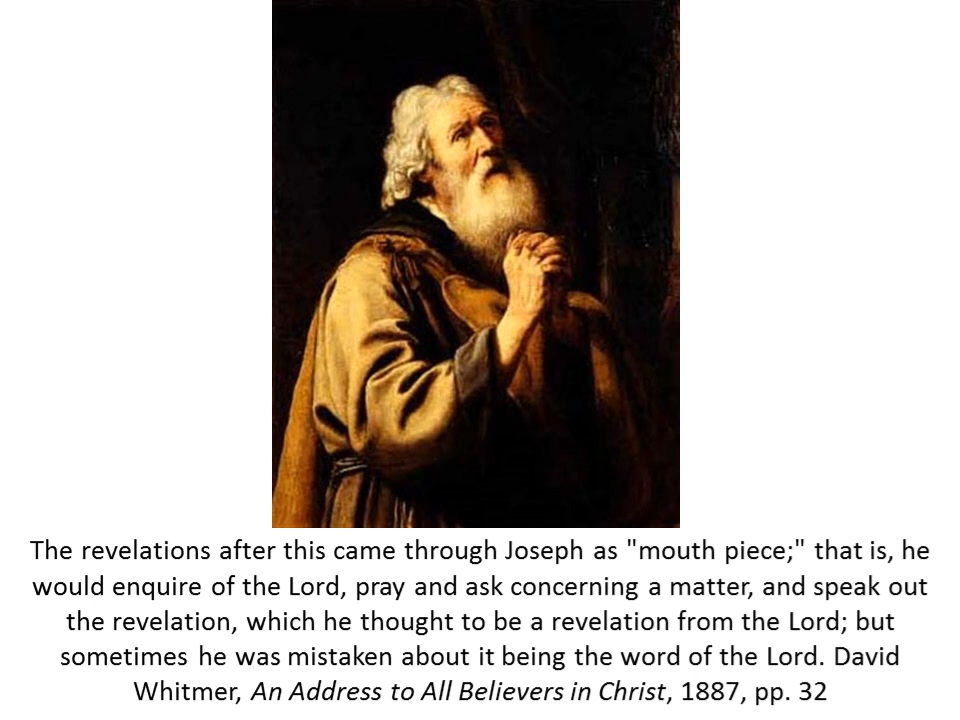 The revelations after this came through Joseph as "mouth piece;" that is, he
would enquire of the Lord, pray and ask concerning a matter, and speak out
the revelation, which he thought to be a revelation from the Lord; but
sometimes he was mistaken about it being the word of the Lord. David
Whitmer, An Address to All Believers in Christ, 1887, pp. 32